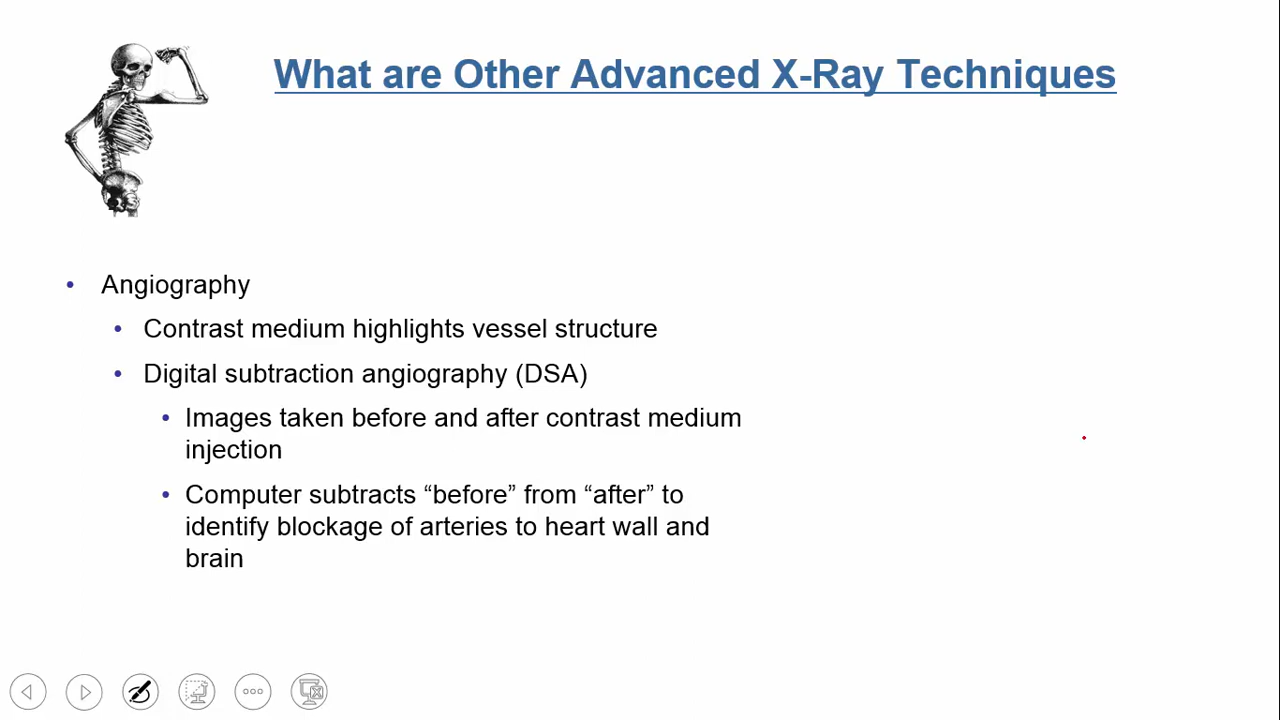 What are Other Advanced X-Ray Techniques
• Angiography
• Contrast medium highlights vessel structure
• Digital subtraction angiography (DSA)
• Images taken before and after contrast medium
injection
• Computer subtracts “before” from “after” to
identify blockage of arteries to heart wall and
brain